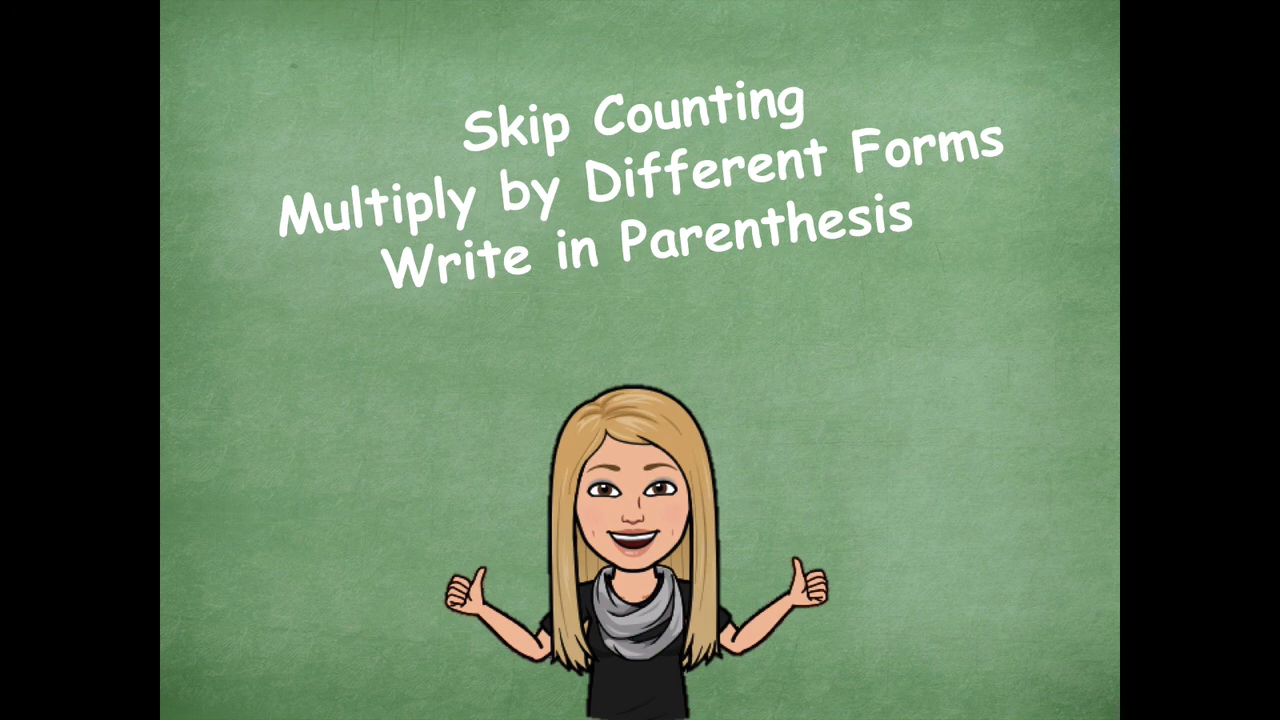 Skip Counting
Multiply by Different Forms
Write in Parenthesis